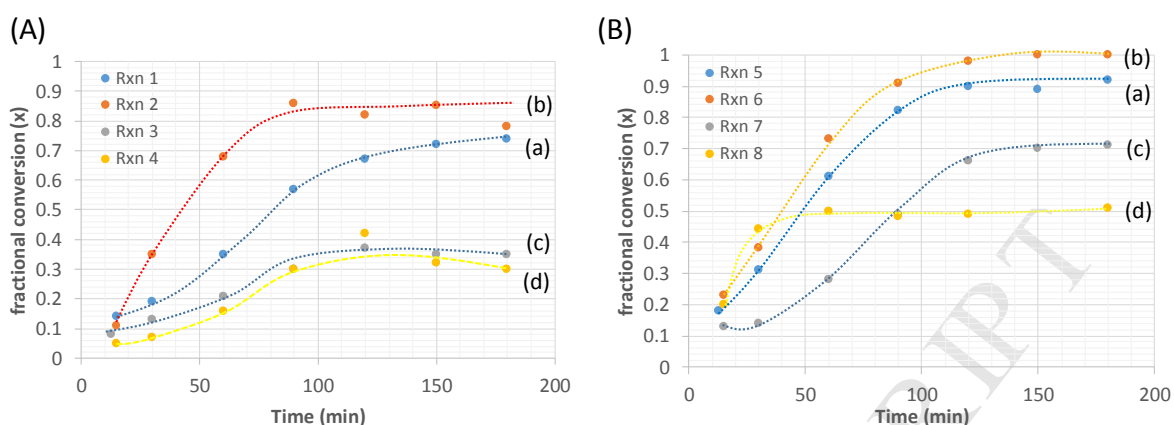 (A)
fractional conversion (x)
1
0.9
0.8
0.7
0.6
0.5
0.4
0.3
0.2
0.1
0
Rxn 1
Rxn 2
Rxn 3
Rxn 4
(b)
(a)
(c)
(d)
0
50
100
150
200
Time (min)
(B)
fractional conversion (x)
1
0.9
0.8
0.7
0.6
0.5
0.4
0.3
0.2
0.1
0
Rxn 5
Rxn 6
Rxn 7
Rxn 8
(b)
(a)
(c)
(d)
0
50
100
150
200
Time (min)